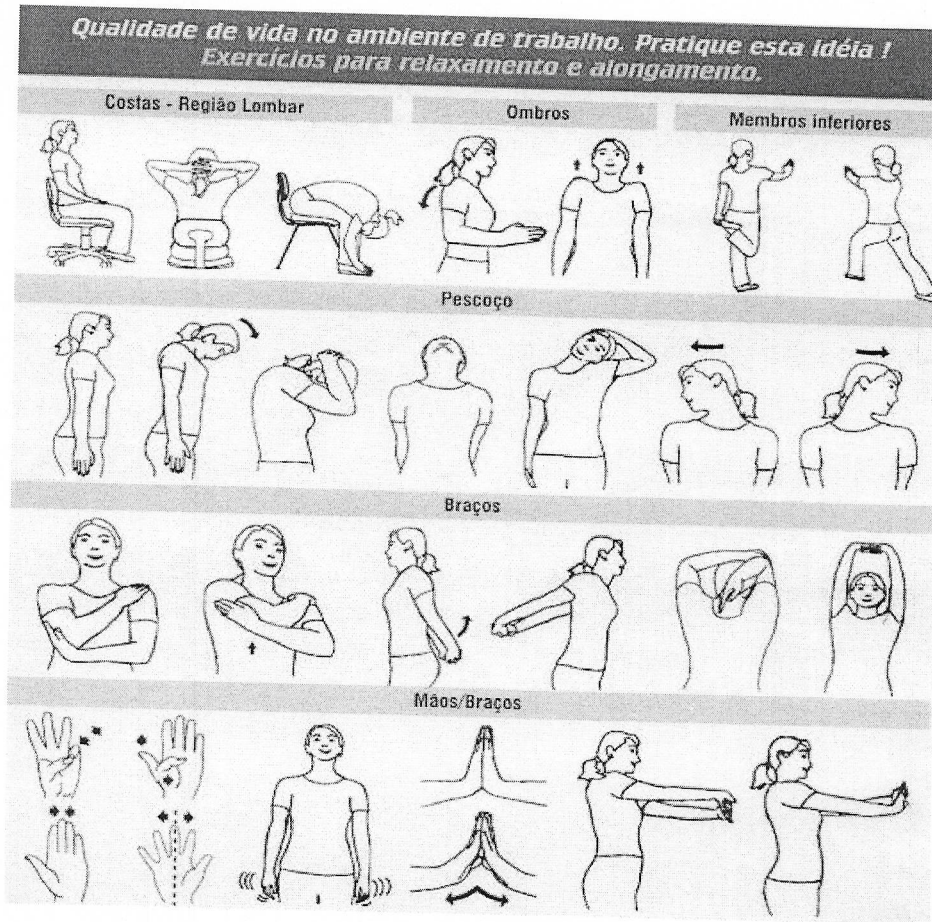 Qualidade de vida no ambiente de trabalho. Pratique esta idéia !
Exercícios para relaxamento e alongamento.
Costas - Região Lombar
Ombros
Membros inferiores
Pescoço
Braços
Mãos/Braços